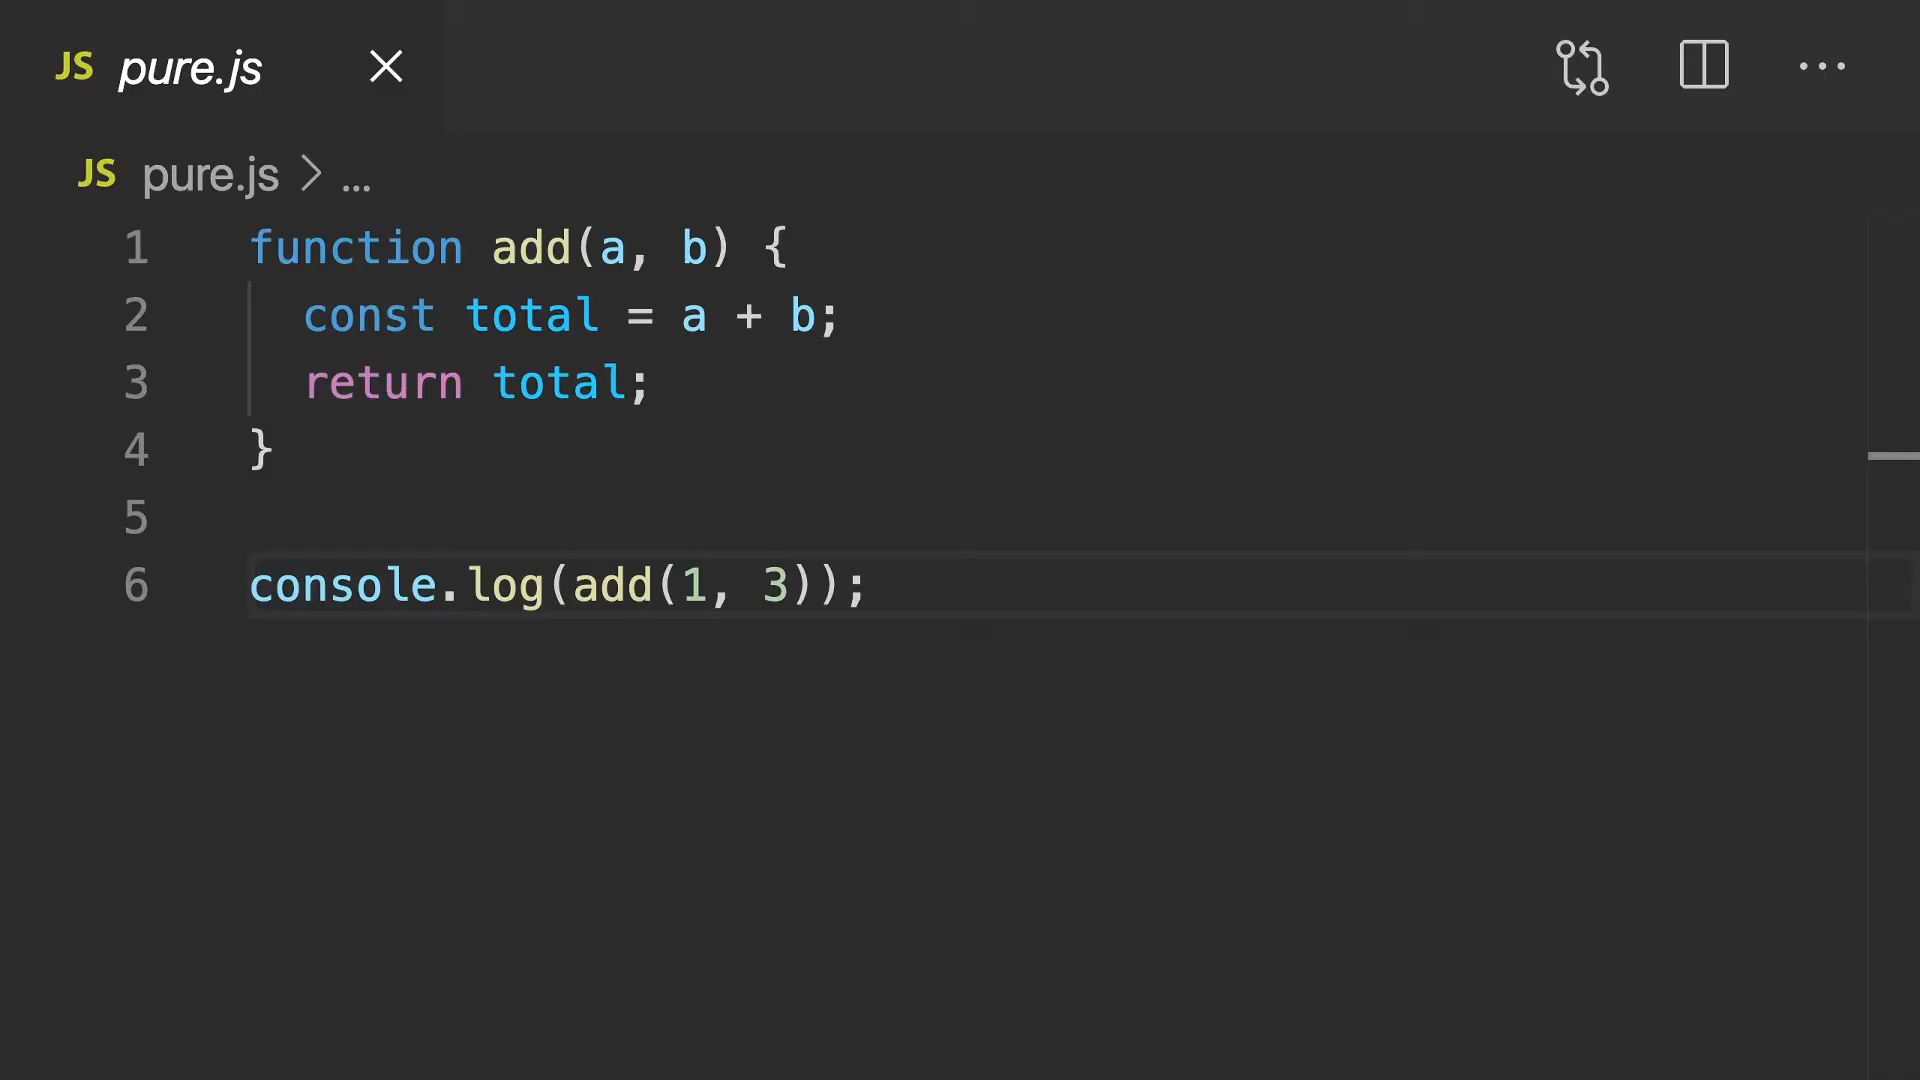 JS pure.js
JS pure.js > ...
1 function add(a, b) {
2   const total = a + b;
3   return total;
4 }
5
6 console.log(add(1, 3));